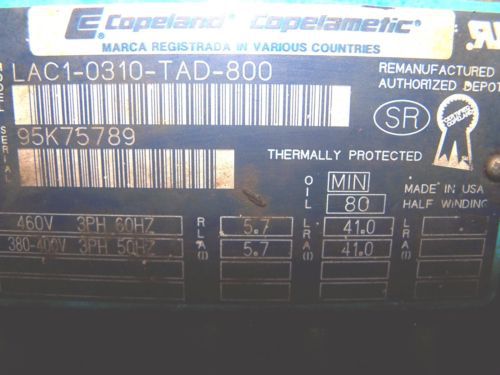 Copeland Copelametic
MARCA REGISTRADA IN VARIOUS COUNTRIES
MODEL LAC1-0310-TAD-800
REMANUFACTURED
AUTHORIZED DEPOT
SR
SERIAL 95K75789
THERMALLY PROTECTED
OIL MIN 80
MADE IN USA
HALF WINDING
460V 3PH 60HZ RLA(I) 5.7 LRA(I) 41.0 LRA(I)
380-400V 3PH 50HZ 5.7 41.0